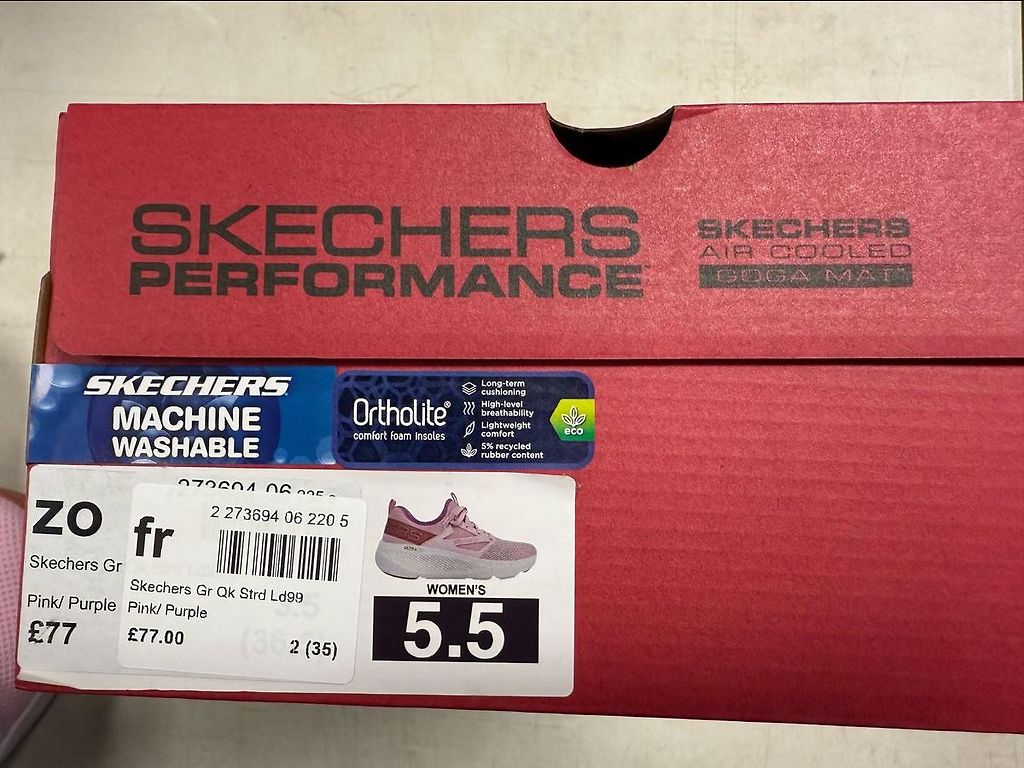 SKECHERS
PERFORMANCE
SKECHERS
AIR COOLED
GOGA MAT
SKECHERS
MACHINE
WASHABLE
OrthoLite®
comfort foam insoles
Long-term
cushioning
High-level
breathability
Lightweight
comfort
5% recycled
rubber content
eco
zo
273694 06
Skechers Gr
Pink/ Purple
£77
fr
2 273694 06 220 5
Skechers Gr Qk Strd Ld99
Pink/ Purple
£77.00
2 (35)
WOMEN'S
5.5